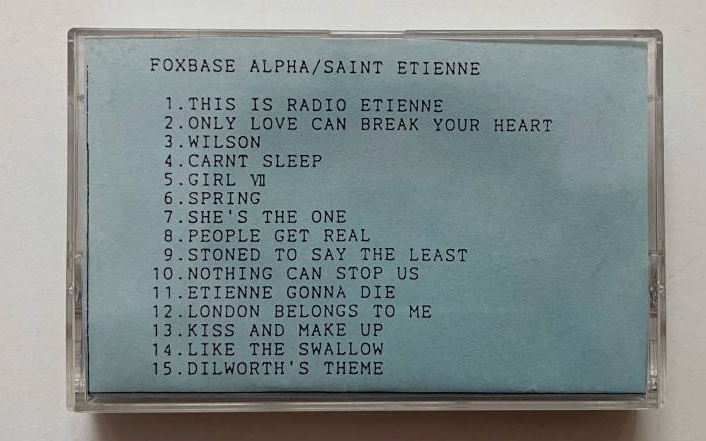 FOXBASE ALPHA/SAINT ETIENNE
1.THIS IS RADIO ETIENNE
2.ONLY LOVE CAN BREAK YOUR HEART
3.WILSON
4.CARNT SLEEP
5.GIRL Ⅶ
6.SPRING
7.SHE'S THE ONE
8.PEOPLE GET REAL
9.STONED TO SAY THE LEAST
10.NOTHING CAN STOP US
11.ETIENNE GONNA DIE
12.LONDON BELONGS TO ME
13.KISS AND MAKE UP
14.LIKE THE SWALLOW
15.DILWORTH'S THEME